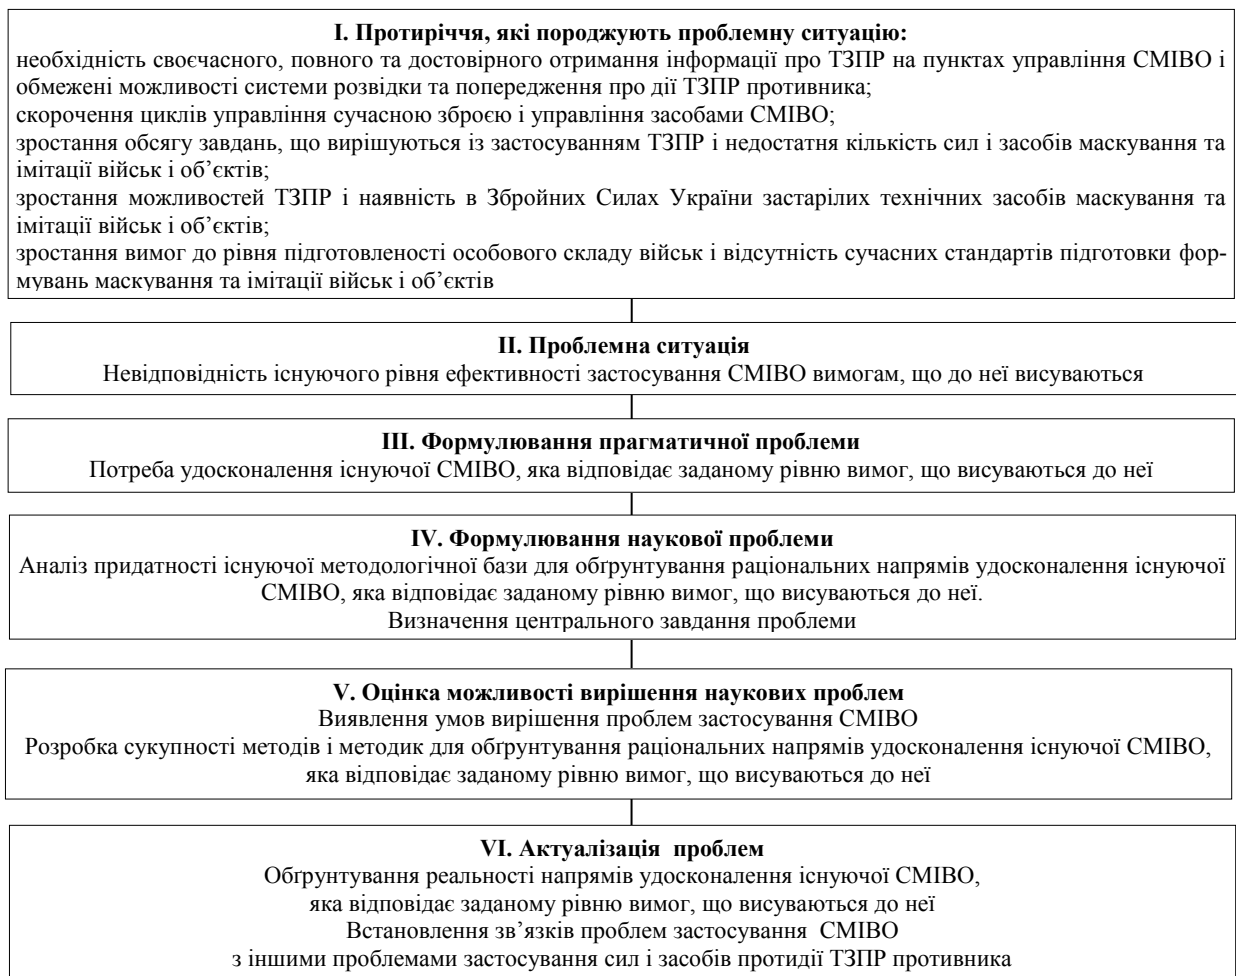 І. Протиріччя, які породжують проблемну ситуацію:
необхідність своєчасного, повного та достовірного отримання інформації про ТЗПР на пунктах управління СМІВО і
обмежені можливості системи розвідки та попередження про дії ТЗПР противника;
скорочення циклів управління сучасною зброєю і управління засобами СМІВО;
зростання обсягу завдань, що вирішуються із застосуванням ТЗПР і недостатня кількість сил і засобів маскування та
імітації військ і об’єктів;
зростання можливостей ТЗПР і наявність в Збройних Силах України застарілих технічних засобів маскування та
імітації військ і об’єктів;
зростання вимог до рівня підготовленості особового складу військ і відсутність сучасних стандартів підготовки фор-
мувань маскування та імітації військ і об’єктів
ІІ. Проблемна ситуація
Невідповідність існуючого рівня ефективності застосування СМІВО вимогам, що до неї висуваються
ІІІ. Формулювання прагматичної проблеми
Потреба удосконалення існуючої СМІВО, яка відповідає заданому рівню вимог, що висуваються до неї
IV. Формулювання наукової проблеми
Аналіз придатності існуючої методологічної бази для обґрунтування раціональних напрямів удосконалення існуючої
СМІВО, яка відповідає заданому рівню вимог, що висуваються до неї.
Визначення центрального завдання проблеми
V. Оцінка можливості вирішення наукових проблем
Виявлення умов вирішення проблем застосування СМІВО
Розробка сукупності методів і методик для обґрунтування раціональних напрямів удосконалення існуючої СМІВО,
яка відповідає заданому рівню вимог, що висуваються до неї
VI. Актуалізація проблем
Обґрунтування реальності напрямів удосконалення існуючої СМІВО,
яка відповідає заданому рівню вимог, що висуваються до неї
Встановлення зв’язків проблем застосування СМІВО
з іншими проблемами застосування сил і засобів протидії ТЗПР противника